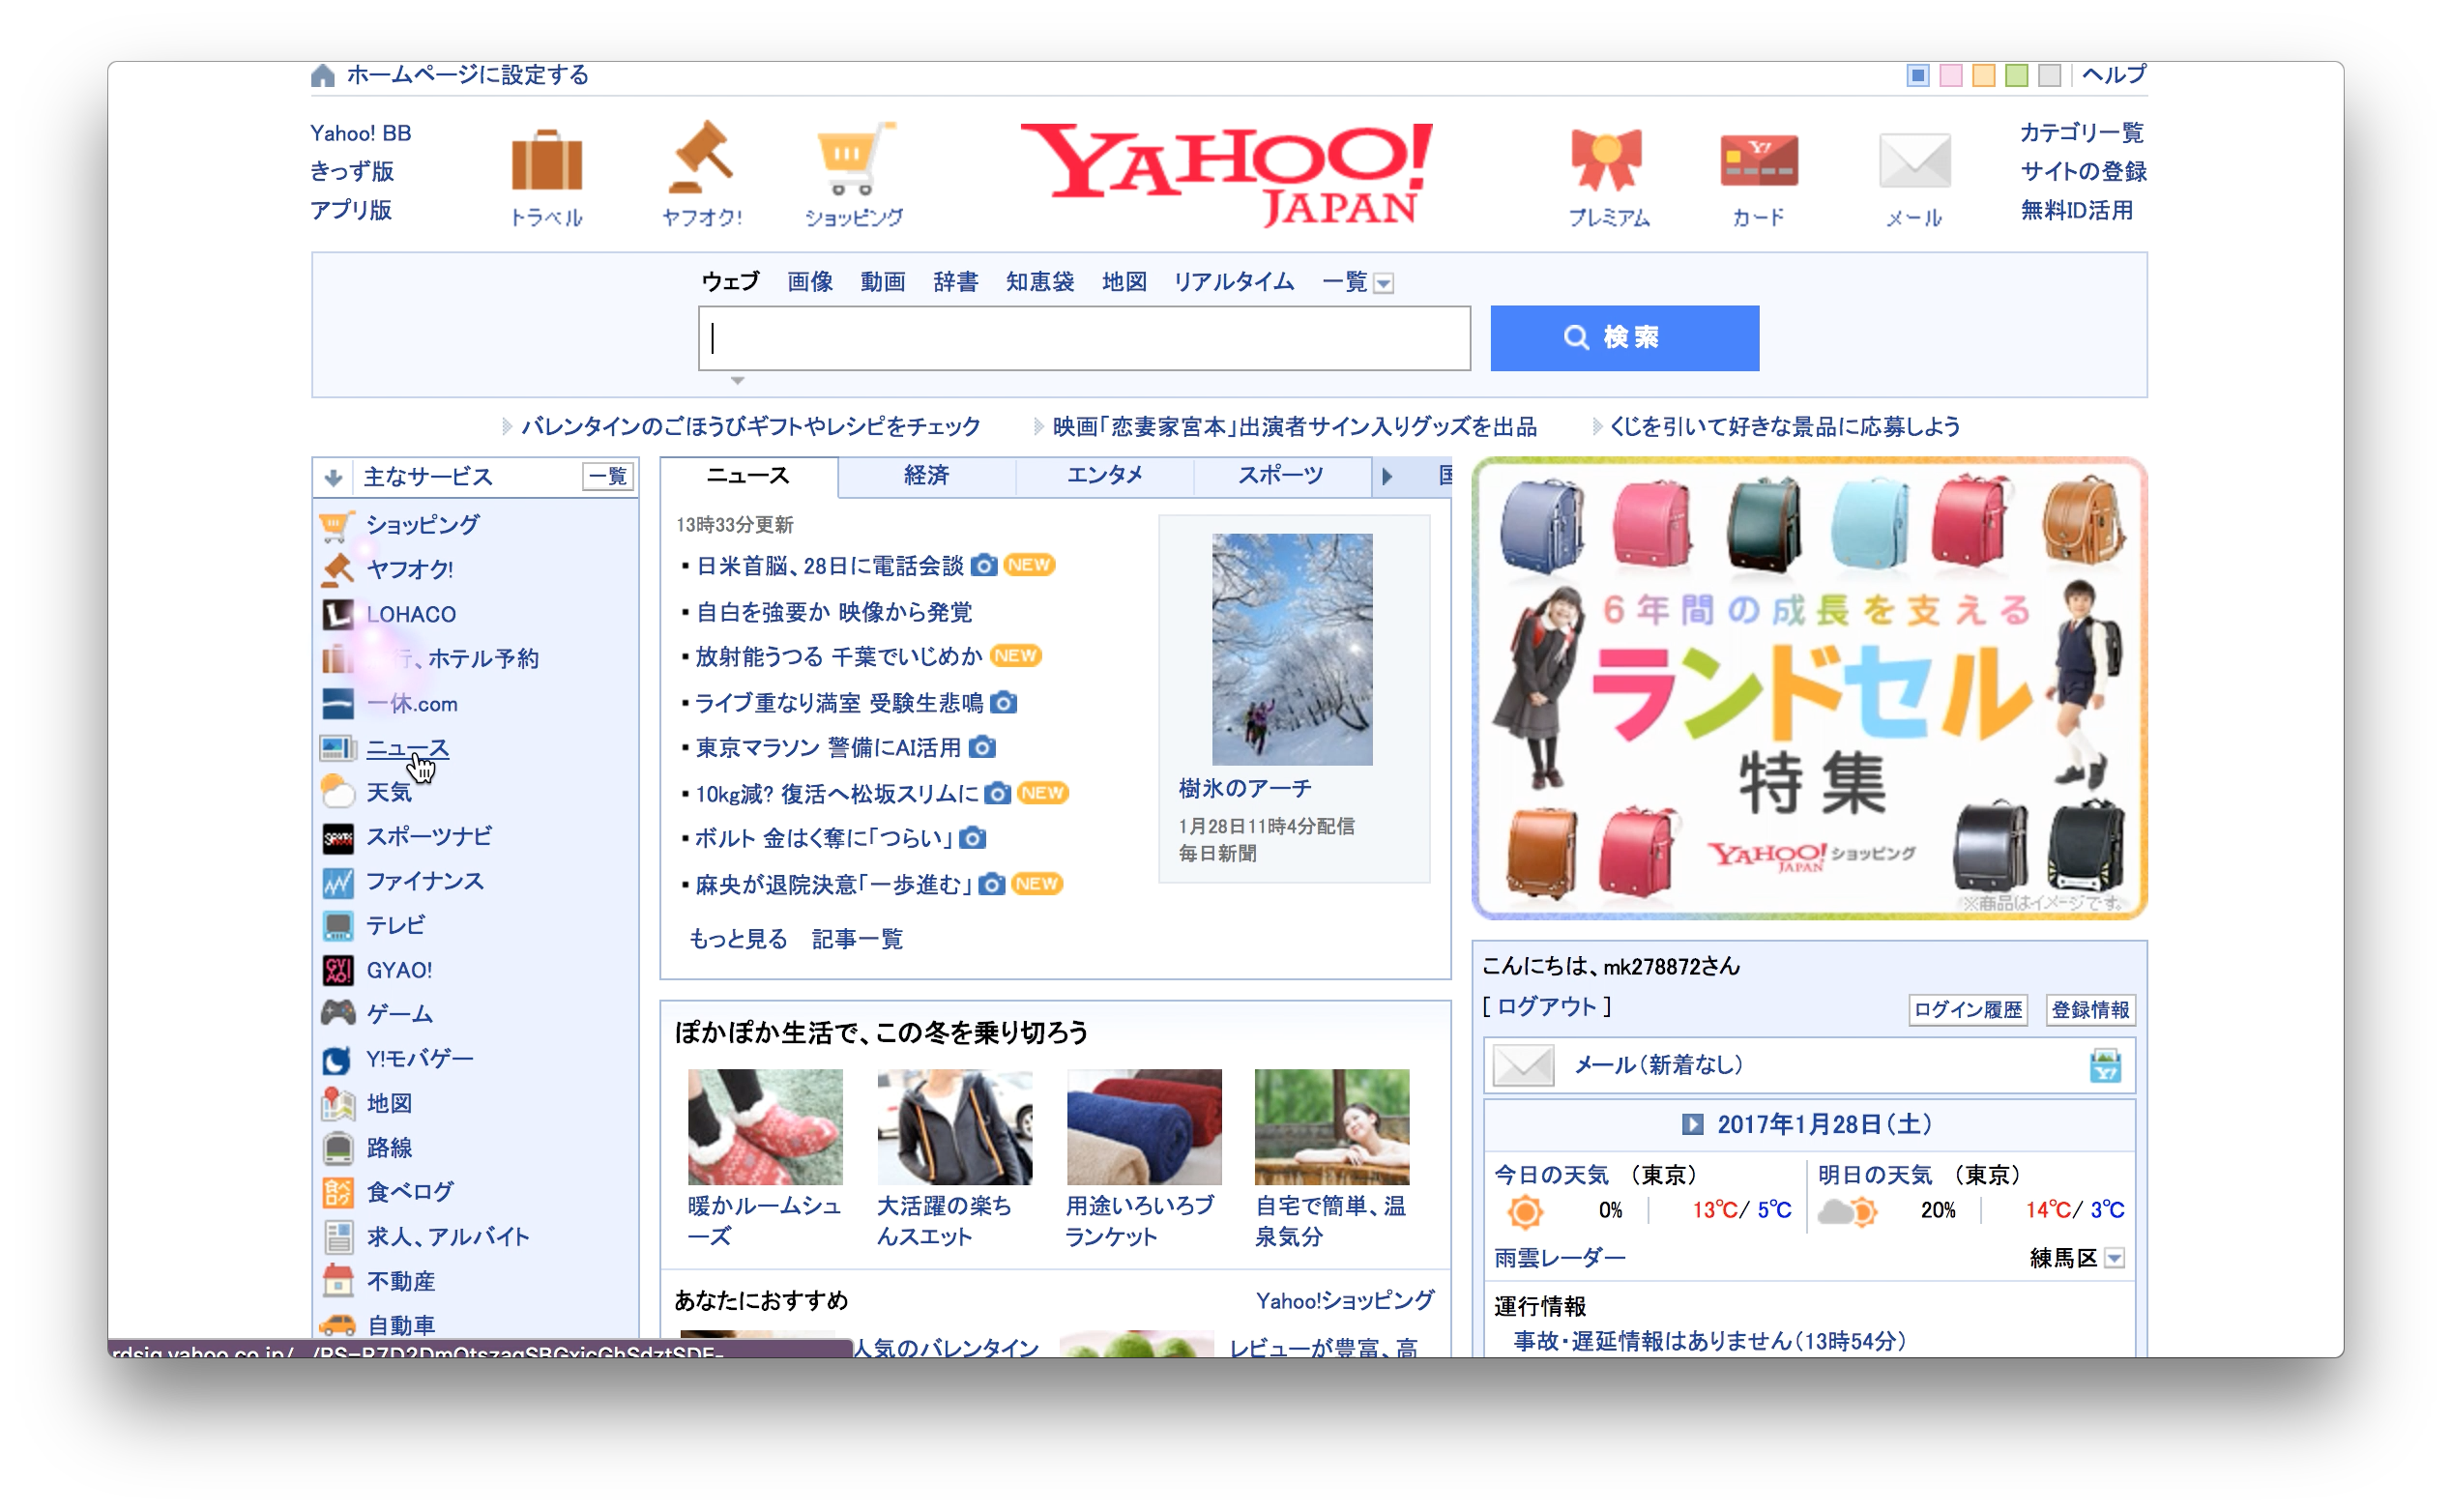 ホームページに設定する
ヘルプ
Yahoo! BB
きっず版
アプリ版
トラベル
ヤフオク!
ショッピング
YAHOO!
JAPAN
プレミアム
カード
メール
カテゴリ一覧
サイトの登録
無料ID活用
ウェブ 画像 動画 辞書 知恵袋 地図 リアルタイム 一覧
検索
バレンタインのごほうびギフトやレシピをチェック
映画「恋妻家宮本」出演者サイン入りグッズを出品
くじを引いて好きな景品に応募しよう
主なサービス 一覧
ショッピング
ヤフオク!
LOHACO
行、ホテル予約
一休.com
ニュース
天気
スポーツナビ
ファイナンス
テレビ
GYAO!
ゲーム
Y!モバゲー
地図
路線
食べログ
求人、アルバイト
不動産
自動車
ニュース 経済 エンタメ スポーツ
13時33分更新
日米首脳、28日に電話会談 NEW
自白を強要か 映像から発覚
放射能うつる 千葉でいじめか NEW
ライブ重なり満室 受験生悲鳴
東京マラソン 警備にAI活用
10kg減? 復活へ松坂スリムに NEW
ボルト 金はく奪に「つらい」
麻央が退院決意「一歩進む」 NEW
もっと見る 記事一覧
樹氷のアーチ
1月28日11時4分配信
毎日新聞
ぽかぽか生活で、この冬を乗り切ろう
暖かルームシュ
ーズ
大活躍の楽ち
んスエット
用途いろいろブ
ランケット
自宅で簡単、温
泉気分
あなたにおすすめ
Yahoo!ショッピング
人気のバレンタイン
レビューが豊富、高
6年間の成長を支える
ランドセル
特集
YAHOO! JAPAN ショッピング
※商品はイメージです。
こんにちは、mk278872さん
[ ログアウト ]
ログイン履歴 登録情報
メール(新着なし)
2017年1月28日(土)
今日の天気 (東京)
0% 13℃/ 5℃
明日の天気 (東京)
20% 14℃/ 3℃
雨雲レーダー
練馬区
運行情報
事故・遅延情報はありません(13時54分)